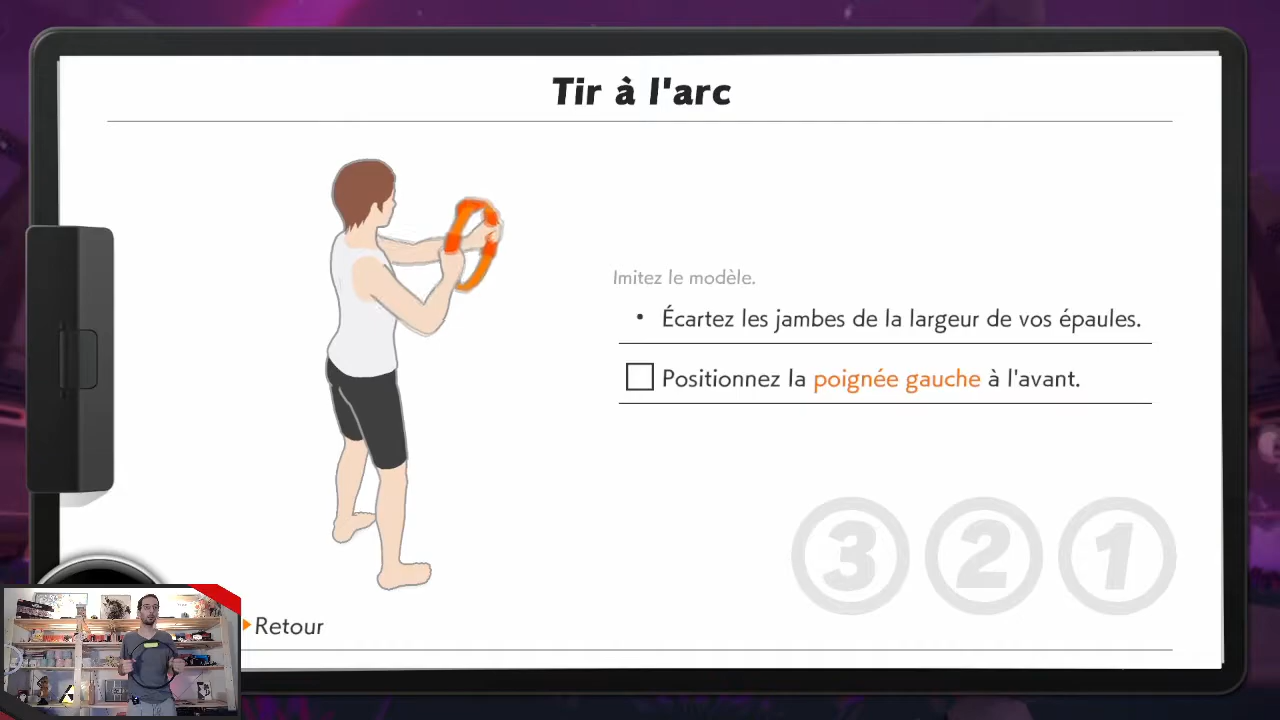 Tir à l'arc
Imitez le modèle.
• Écartez les jambes de la largeur de vos épaules.
Positionnez la poignée gauche à l'avant.
3 2 1
Retour